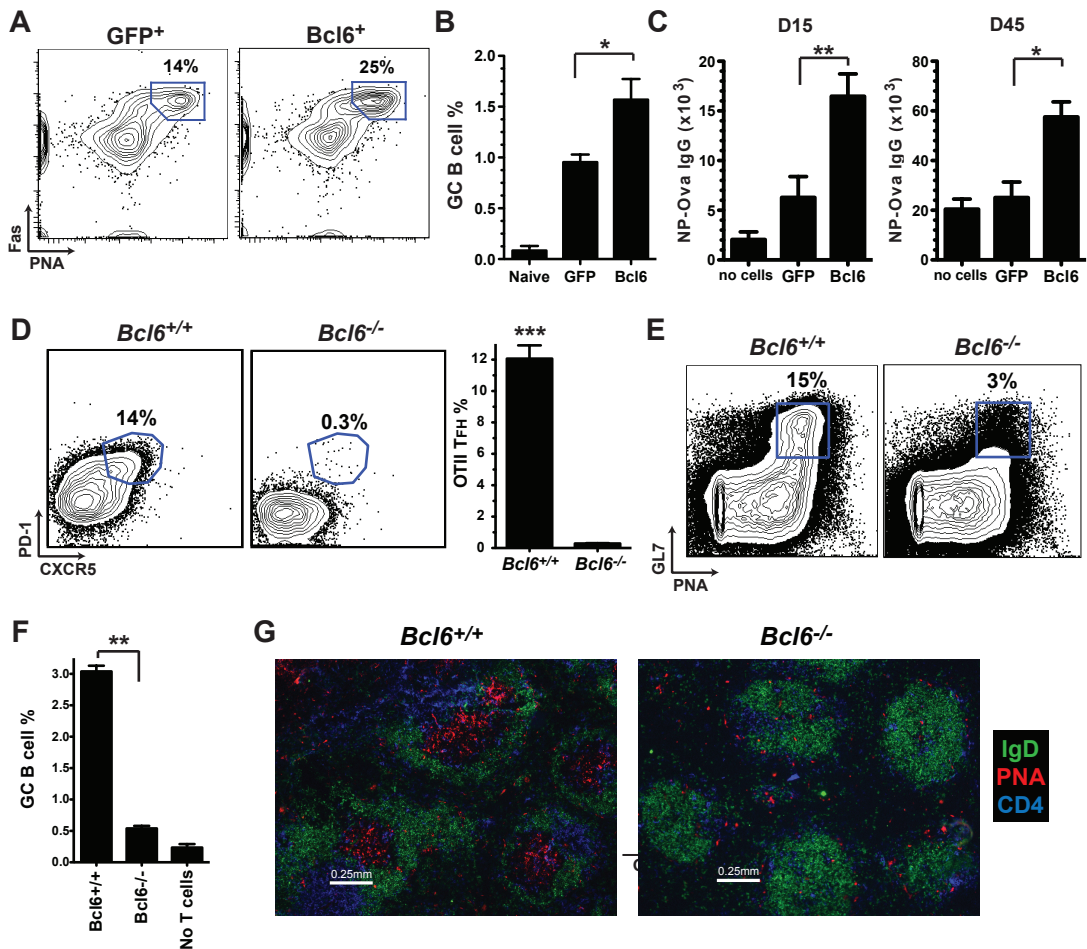 A
GFP+
Bcl6+
14%
25%
Fas
PNA
B
GC B cell %
2.0
1.5
1.0
0.5
0.0
*
Naive
GFP
Bcl6
C
D15
NP-Ova IgG (x10 3)
20
15
10
5
0
**
no cells
GFP
Bcl6
D45
NP-Ova IgG (x10 3)
80
60
40
20
0
*
no cells
GFP
Bcl6
D
Bcl6+/+
Bcl6-/-
14%
0.3%
PD-1
CXCR5
OTII TFH %
12
10
8
6
4
2
0
***
Bcl6+/+
Bcl6-/-
E
Bcl6+/+
Bcl6-/-
15%
3%
GL7
PNA
F
GC B cell %
3.0
2.5
2.0
1.5
1.0
0.5
0.0
**
Bcl6+/+
Bcl6-/-
No T cells
G
Bcl6+/+
Bcl6-/-
0.25mm
0.25mm
IgD
PNA
CD4